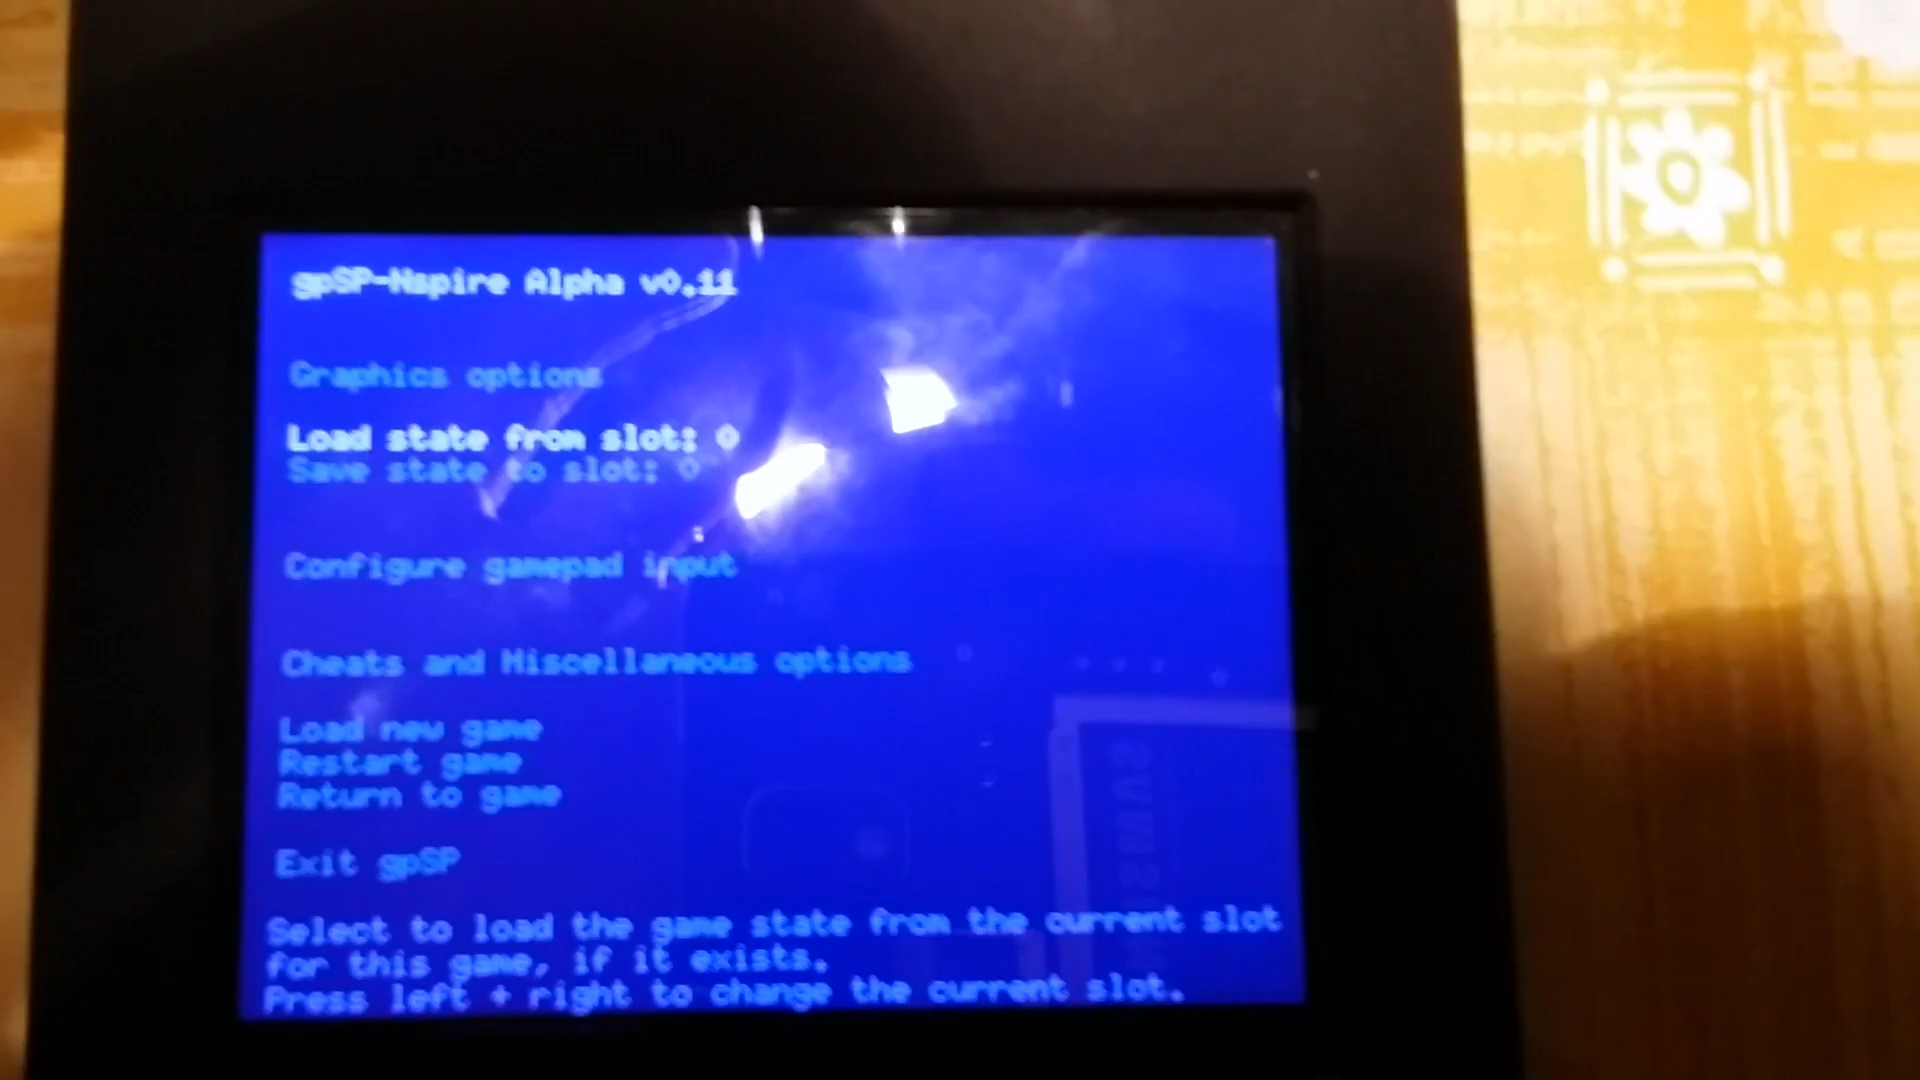 gpSP-Nspire Alpha v0.11
Graphics options
Load state from slot: 0
Save state to slot: 0
Configure gamepad input
Cheats and Miscellaneous options
Load new game
Restart game
Return to game
Exit gpSP
Select to load the game state from the current slot
for this game, if it exists.
Press left + right to change the current slot.